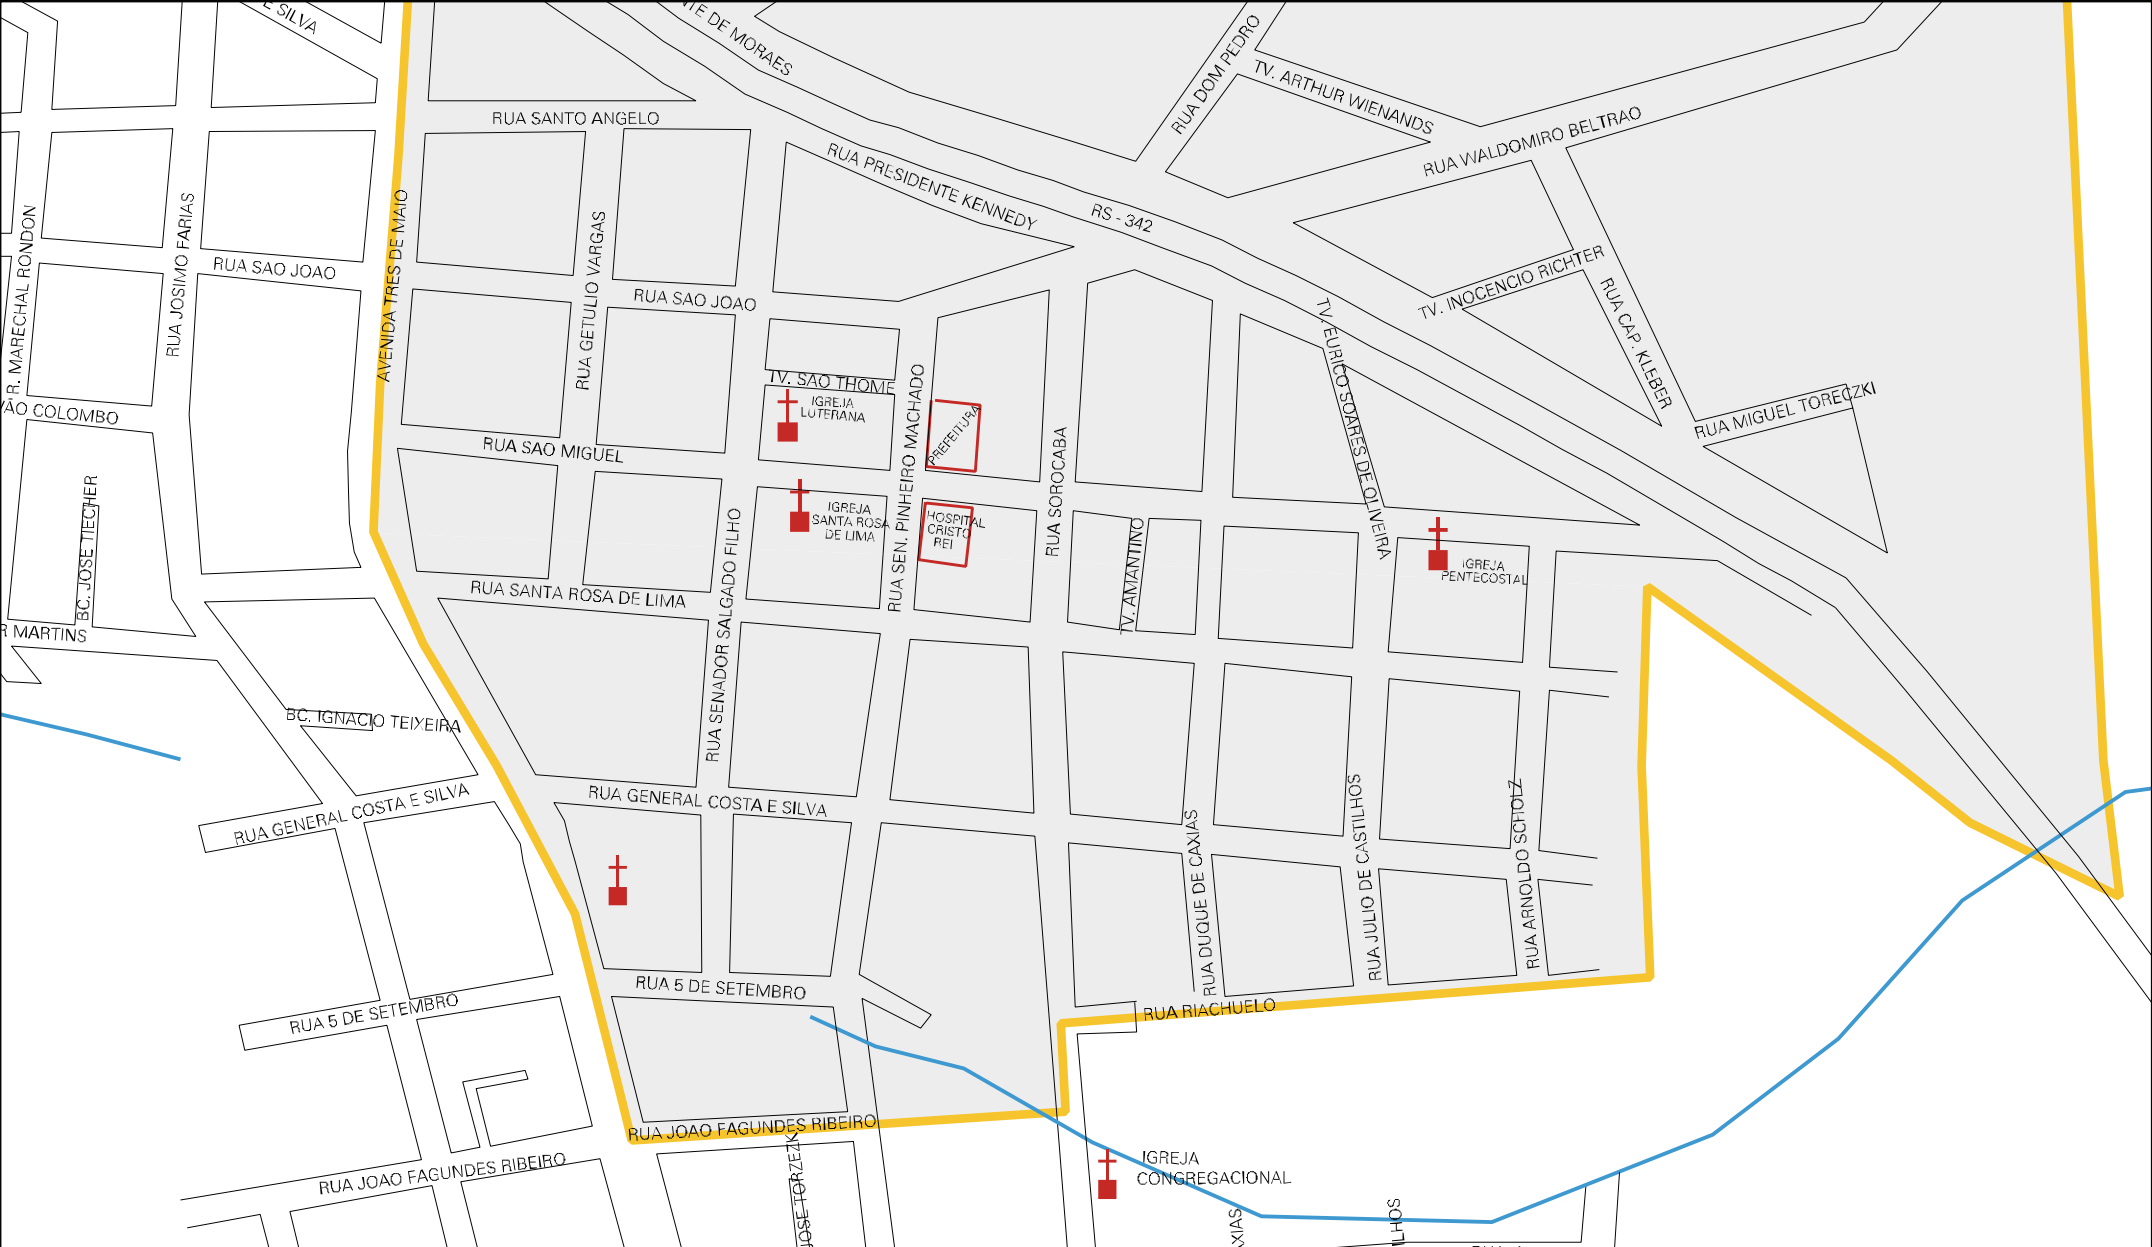 E SILVA
NTE DE MORAES
RUA DOM PEDRO
TV. ARTHUR WIENANDS
RUA WALDOMIRO BELTRAO
RUA SANTO ANGELO
RUA PRESIDENTE KENNEDY
RS - 342
R. MARECHAL RONDON
RUA JOSIMO FARIAS
AVENIDA TRES DE MAIO
RUA GETULIO VARGAS
RUA SAO JOAO
RUA SAO JOAO
TV. INOCENCIO RICHTER
RUA CAP. KLEBER
TV. EURICO SOARES DE OLIVEIRA
TV. SAO THOME
IGREJA
LUTERANA
PREFEITURA
RUA SEN. PINHEIRO MACHADO
RUA MIGUEL TORECZKI
VÃO COLOMBO
RUA SAO MIGUEL
RUA SOROCABA
BC. JOSE TIECHER
RUA SENADOR SALGADO FILHO
IGREJA
SANTA ROSA
DE LIMA
HOSPITAL
CRISTO
REI
TV. AMANTINO
IGREJA
PENTECOSTAL
RUA SANTA ROSA DE LIMA
R MARTINS
BC. IGNACIO TEIXEIRA
RUA GENERAL COSTA E SILVA
RUA GENERAL COSTA E SILVA
RUA DUQUE DE CAXIAS
RUA JULIO DE CASTILHOS
RUA ARNOLDO SCHOLZ
RUA 5 DE SETEMBRO
RUA 5 DE SETEMBRO
RUA RIACHUELO
RUA JOAO FAGUNDES RIBEIRO
RUA JOAO FAGUNDES RIBEIRO
JOSE TORZEZK
IGREJA
CONGREGACIONAL
XIAS
ILHOS